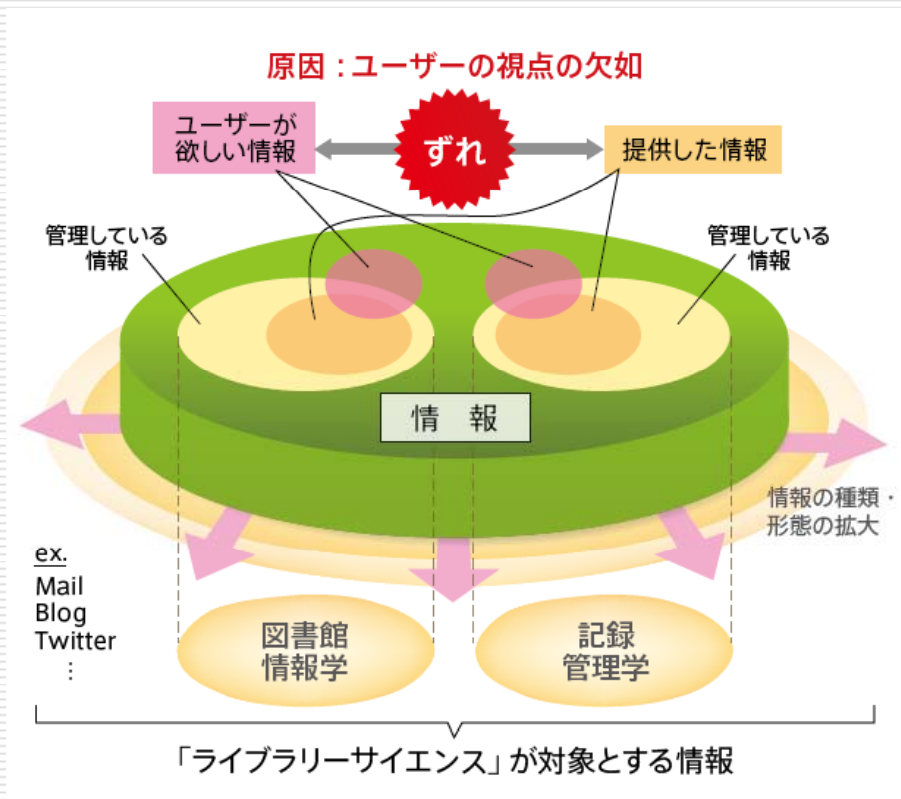 原因：ユーザーの視点の欠如
ユーザーが
欲しい情報
ずれ
提供した情報
管理している
情報
管理している
情報
情　報
情報の種類・
形態の拡大
ex.
Mail
Blog
Twitter
⋮
図書館
情報学
記録
管理学
「ライブラリーサイエンス」が対象とする情報